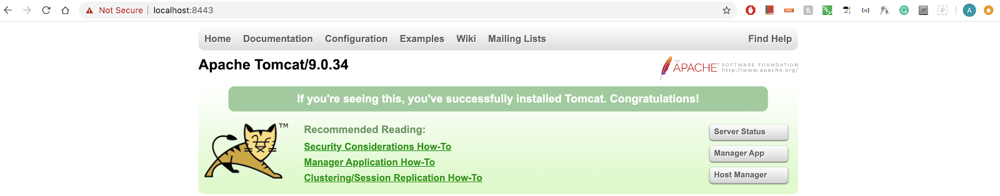 Not Secure | localhost:8443
A
Home Documentation Configuration Examples Wiki Mailing Lists Find Help
Apache Tomcat/9.0.34
THE
APACHE® SOFTWARE FOUNDATION
http://www.apache.org/
If you're seeing this, you've successfully installed Tomcat. Congratulations!
TM
Recommended Reading:
Security Considerations How-To
Manager Application How-To
Clustering/Session Replication How-To
Server Status
Manager App
Host Manager